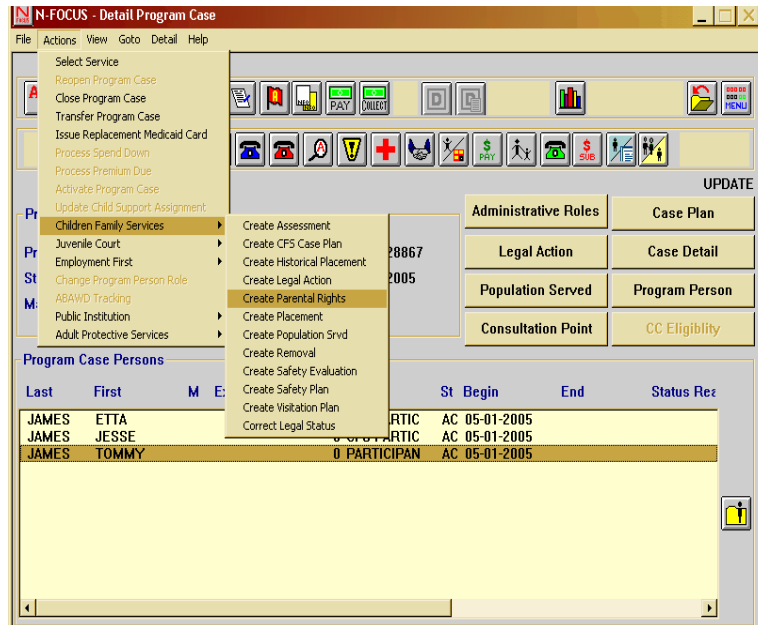 N-FOCUS - Detail Program Case
File Actions View Goto Detail Help
Select Service
Reopen Program Case
Close Program Case
Transfer Program Case
Issue Replacement Medicaid Card
Process Spend Down
Process Premium Due
Activate Program Case
Update Child Support Assignment
Children Family Services
Juvenile Court
Employment First
Change Program Person Role
ABAWD Tracking
Public Institution
Adult Protective Services
Create Assessment
Create CFS Case Plan
Create Historical Placement
Create Legal Action
Create Parental Rights
Create Placement
Create Population Srvd
Create Removal
Create Safety Evaluation
Create Safety Plan
Create Visitation Plan
Correct Legal Status
A NEG PAY COLLECT D MENU
$ PAY $ SUB
UPDATE
Pr
Pr 28867
St 2005
Ma
Administrative Roles Case Plan
Legal Action Case Detail
Population Served Program Person
Consultation Point CC Eligiblity
Program Case Persons
Last First M E St Begin End Status Rea
JAMES ETTA RTIC AC 05-01-2005
JAMES JESSE ARTIC AC 05-01-2005
JAMES TOMMY 0 PARTICIPAN AC 05-01-2005